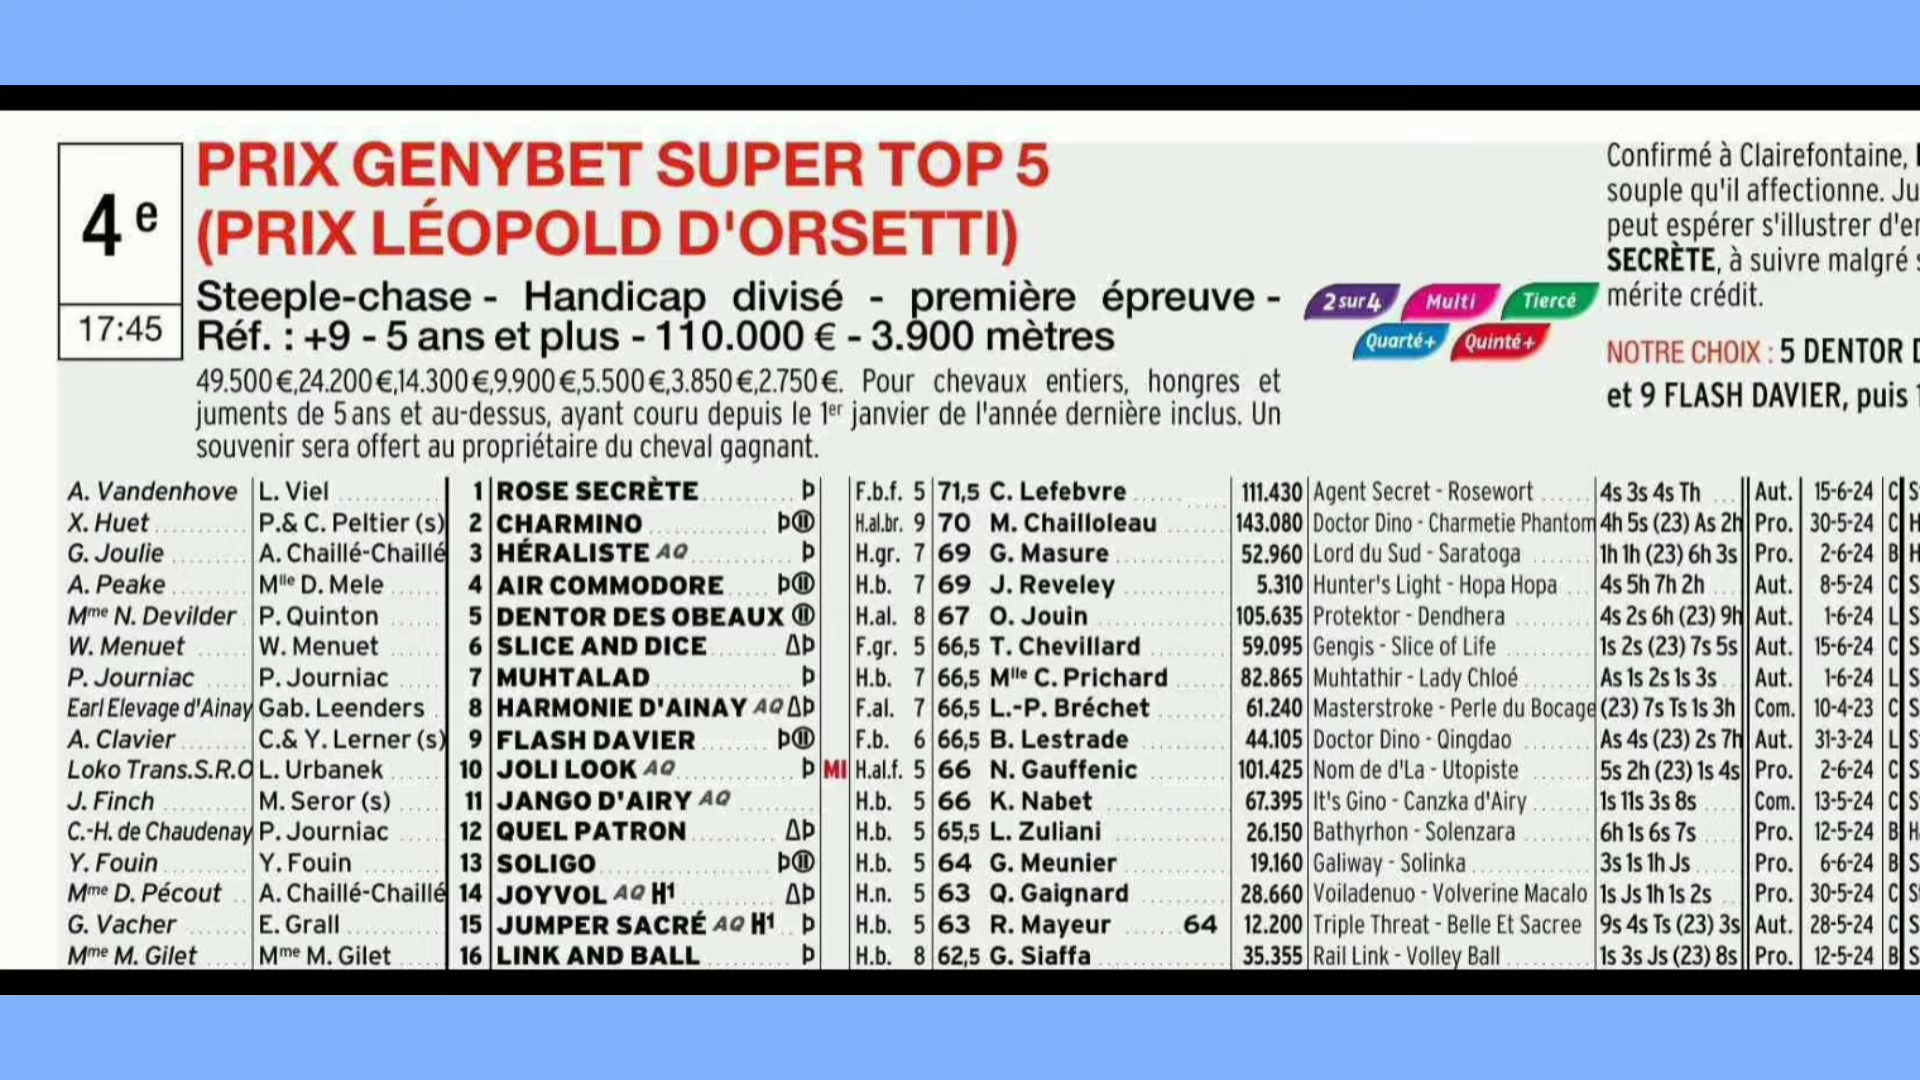 4e
17:45
PRIX GENYBET SUPER TOP 5
(PRIX LÉOPOLD D'ORSETTI)
Steeple-chase - Handicap divisé - première épreuve -
Réf. : +9 - 5 ans et plus - 110.000 € - 3.900 mètres
49.500 €,24.200 €,14.300 €,9.900 €,5.500 €,3.850 €,2.750 €. Pour chevaux entiers, hongres et
juments de 5 ans et au-dessus, ayant couru depuis le 1er janvier de l'année dernière inclus. Un
souvenir sera offert au propriétaire du cheval gagnant.
2sur4 Multi Tiercé
Quarté+ Quinté+
Confirmé à Clairefontaine,
souple qu'il affectionne. Ju
peut espérer s'illustrer d'e
SECRÈTE, à suivre malgré s
mérite crédit.
NOTRE CHOIX : 5 DENTOR D
et 9 FLASH DAVIER, puis 1
A. Vandenhove L. Viel 1 ROSE SECRÈTE Þ F.b.f. 5 71,5 C. Lefebvre 111.430 Agent Secret - Rosewort 4s 3s 4s Th Aut. 15-6-24 C S
X. Huet P.& C. Peltier (s) 2 CHARMINO Þ H.al.br. 9 70 M. Chailloleau 143.080 Doctor Dino - Charmetie Phantom 4h 5s (23) As 2h Pro. 30-5-24 C H
G. Joulie A. Chaillé-Chaillé 3 HÉRALISTE AQ Þ H.gr. 7 69 G. Masure 52.960 Lord du Sud - Saratoga 1h 1h (23) 6h 3s Pro. 2-6-24 B H
A. Peake Mlle D. Mele 4 AIR COMMODORE Þ H.b. 7 69 J. Reveley 5.310 Hunter's Light - Hopa Hopa 4s 5h 7h 2h Aut. 8-5-24 C S
Mme N. Devilder P. Quinton 5 DENTOR DES OBEAUX H.al. 8 67 O. Jouin 105.635 Protektor - Dendhera 4s 2s 6h (23) 9h Aut. 1-6-24 L S
W. Menuet W. Menuet 6 SLICE AND DICE ΔÞ F.gr. 5 66,5 T. Chevillard 59.095 Gengis - Slice of Life 1s 2s (23) 7s 5s Aut. 15-6-24 C S
P. Journiac P. Journiac 7 MUHTALAD Þ H.b. 7 66,5 Mlle C. Prichard 82.865 Muhtathir - Lady Chloé As 1s 2s 1s 3s Aut. 1-6-24 L S
Earl Elevage d'Ainay Gab. Leenders 8 HARMONIE D'AINAY AQ ΔÞ F.al. 7 66,5 L.-P. Bréchet 61.240 Masterstroke - Perle du Bocage (23) 7s Ts 1s 3h Com. 10-4-23 C S
A. Clavier C.& Y. Lerner (s) 9 FLASH DAVIER Þ F.b. 6 66,5 B. Lestrade 44.105 Doctor Dino - Qingdao As 4s (23) 2s 7h Aut. 31-3-24 L S
Loko Trans.S.R.O L. Urbanek 10 JOLI LOOK AQ Þ MI H.al.f. 5 66 N. Gauffenic 101.425 Nom de d'La - Utopiste 5s 2h (23) 1s 4s Pro. 2-6-24 C S
J. Finch M. Seror (s) 11 JANGO D'AIRY AQ H.b. 5 66 K. Nabet 67.395 It's Gino - Canzka d'Airy 1s 11s 3s 8s Com. 13-5-24 C S
C.-H. de Chaudenay P. Journiac 12 QUEL PATRON ΔÞ H.b. 5 65,5 L. Zuliani 26.150 Bathyrhon - Solenzara 6h 1s 6s 7s Pro. 12-5-24 B H
Y. Fouin Y. Fouin 13 SOLIGO Þ H.b. 5 64 G. Meunier 19.160 Galiway - Solinka 3s 1s 1h Js Pro. 6-6-24 B S
Mme D. Pécout A. Chaillé-Chaillé 14 JOYVOL AQ H1 ΔÞ H.n. 5 63 Q. Gaignard 28.660 Voiladenuo - Volverine Macalo 1s Js 1h 1s 2s Pro. 30-5-24 C S
G. Vacher E. Grall 15 JUMPER SACRÉ AQ H1 Þ H.b. 5 63 R. Mayeur 64 12.200 Triple Threat - Belle Et Sacree 9s 4s Ts (23) 3s Aut. 28-5-24 C S
Mme M. Gilet Mme M. Gilet 16 LINK AND BALL Þ H.b. 8 62,5 G. Siaffa 35.355 Rail Link - Volley Ball 1s 3s Js (23) 8s Pro. 12-5-24 B S